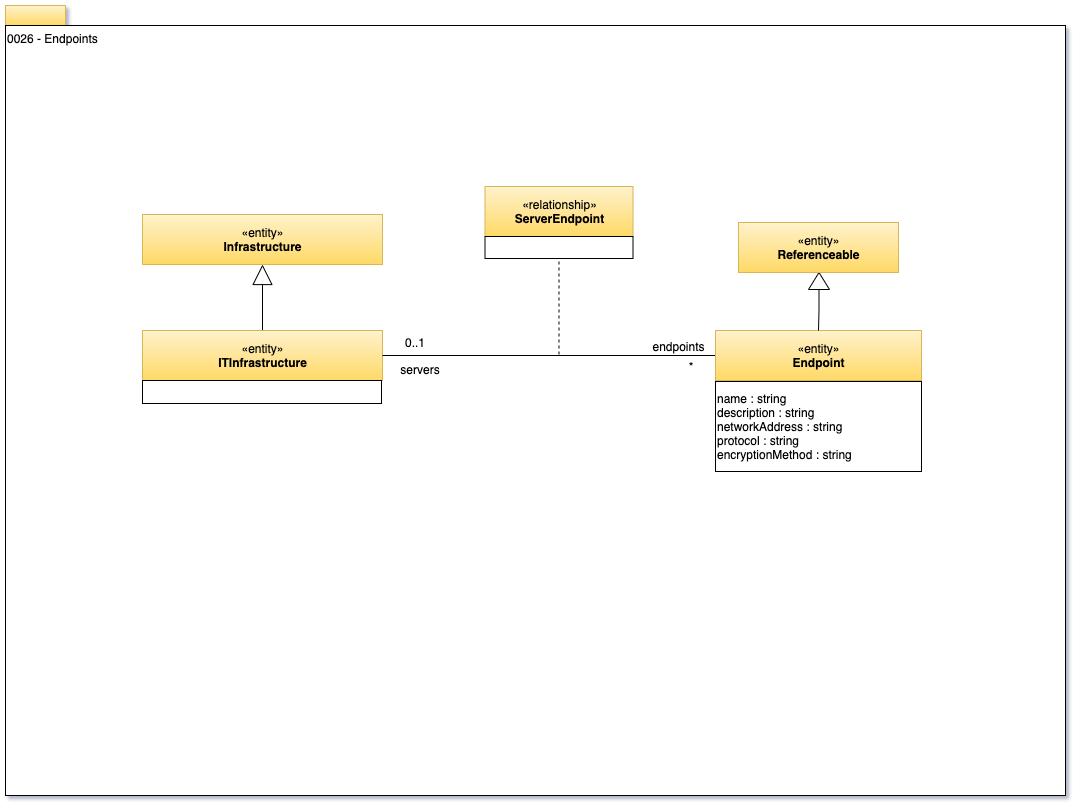 0026 - Endpoints
«relationship»
ServerEndpoint
«entity»
Infrastructure
«entity»
Referenceable
«entity»
ITInfrastructure
0..1
servers
endpoints
*
«entity»
Endpoint
name : string
description : string
networkAddress : string
protocol : string
encryptionMethod : string